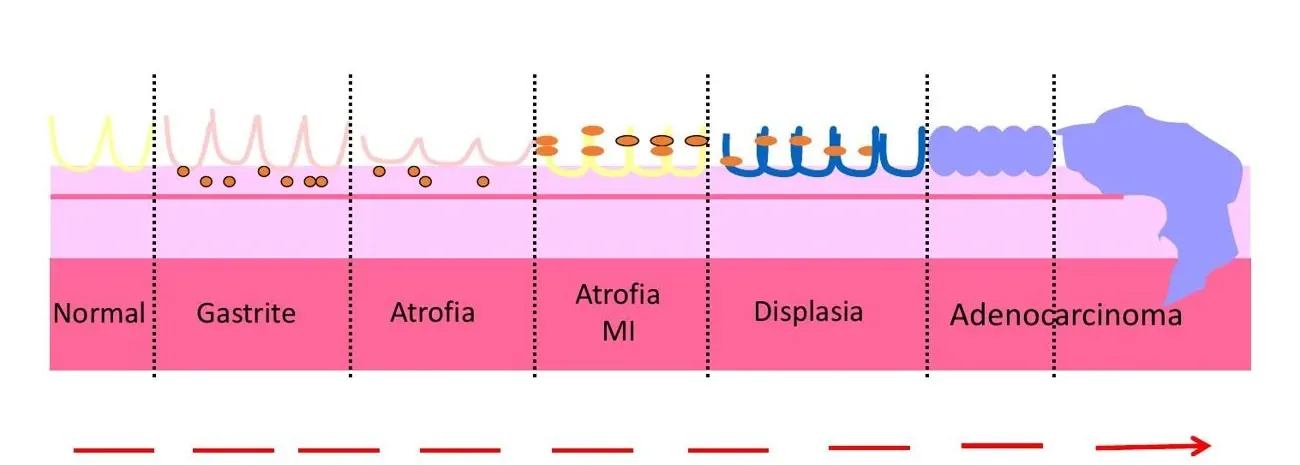 Normal
Gastrite
Atrofia
Atrofia
MI
Displasia
Adenocarcinoma